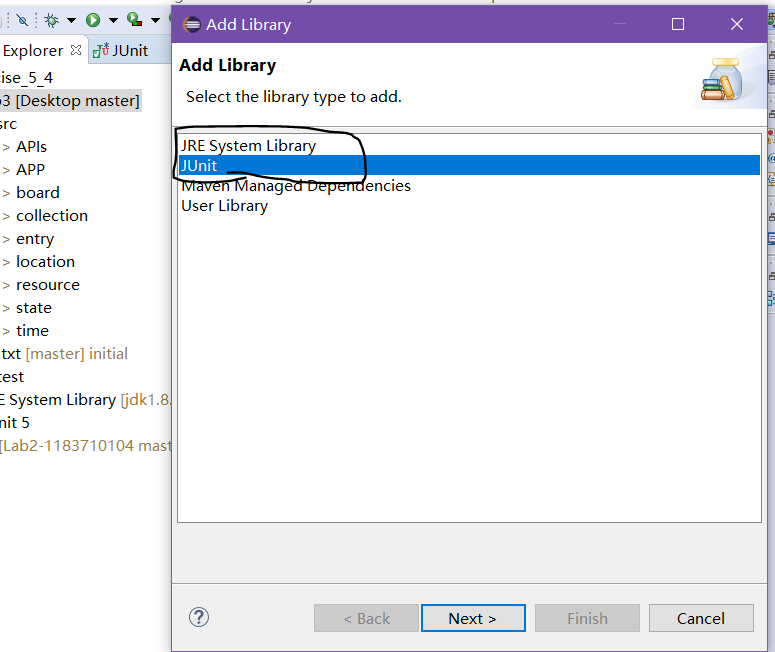 Add Library
Explorer
JUnit
Add Library
Select the library type to add.
ise_5_4
3 [Desktop master]
src
> APIs
> APP
> board
> collection
> entry
> location
> resource
> state
> time
txt [master] initial
test
E System Library [jdk1.8.
nit 5
[Lab2-1183710104 mast
JRE System Library
JUnit
Maven Managed Dependencies
User Library
< Back
Next >
Finish
Cancel